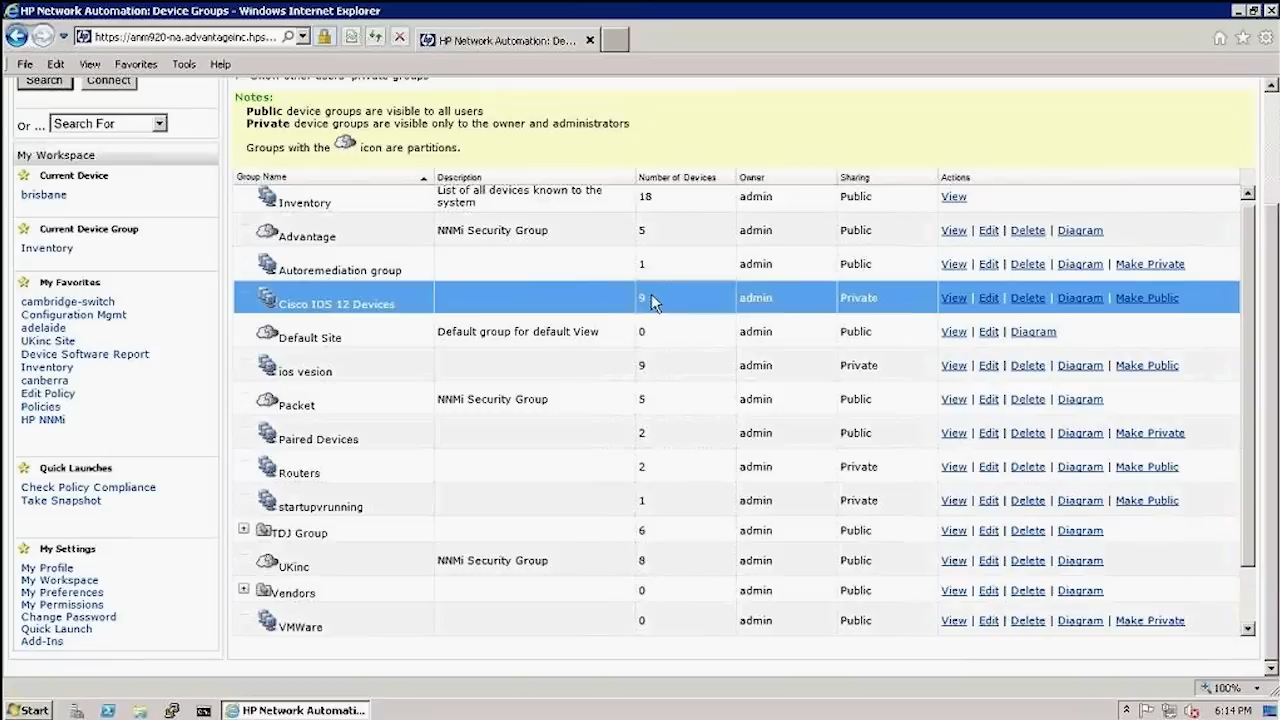 HP Network Automation: Device Groups - Windows Internet Explorer
https://anm920-na.advantageinc.hps...
HP Network Automation: De...
File Edit View Favorites Tools Help
Search Connect
Or ... Search For
My Workspace
Current Device
brisbane
Current Device Group
Inventory
My Favorites
cambridge-switch
Configuration Mgmt
adelaide
UKinc Site
Device Software Report
Inventory
canberra
Edit Policy
Policies
HP NNMi
Quick Launches
Check Policy Compliance
Take Snapshot
My Settings
My Profile
My Workspace
My Preferences
My Permissions
Change Password
Quick Launch
Add-Ins
Show other users' private groups
Notes:
Public device groups are visible to all users
Private device groups are visible only to the owner and administrators
Groups with the icon are partitions.
Group Name Description Number of Devices Owner Sharing Actions
Inventory List of all devices known to the system 18 admin Public View
Advantage NNMi Security Group 5 admin Public View | Edit | Delete | Diagram
Autoremediation group 1 admin Public View | Edit | Delete | Diagram | Make Private
Cisco IOS 12 Devices 9 admin Private View | Edit | Delete | Diagram | Make Public
Default Site Default group for default View 0 admin Public View | Edit | Diagram
ios vesion 9 admin Private View | Edit | Delete | Diagram | Make Public
Packet NNMi Security Group 5 admin Public View | Edit | Delete | Diagram
Paired Devices 2 admin Public View | Edit | Delete | Diagram | Make Private
Routers 2 admin Private View | Edit | Delete | Diagram | Make Public
startupvrunning 1 admin Private View | Edit | Delete | Diagram | Make Public
TDJ Group 6 admin Public View | Edit | Delete | Diagram
UKinc NNMi Security Group 8 admin Public View | Edit | Delete | Diagram
Vendors 0 admin Public View | Edit | Delete | Diagram
VMWare 0 admin Public View | Edit | Delete | Diagram | Make Private
100%
Start HP Network Automati... 6:14 PM